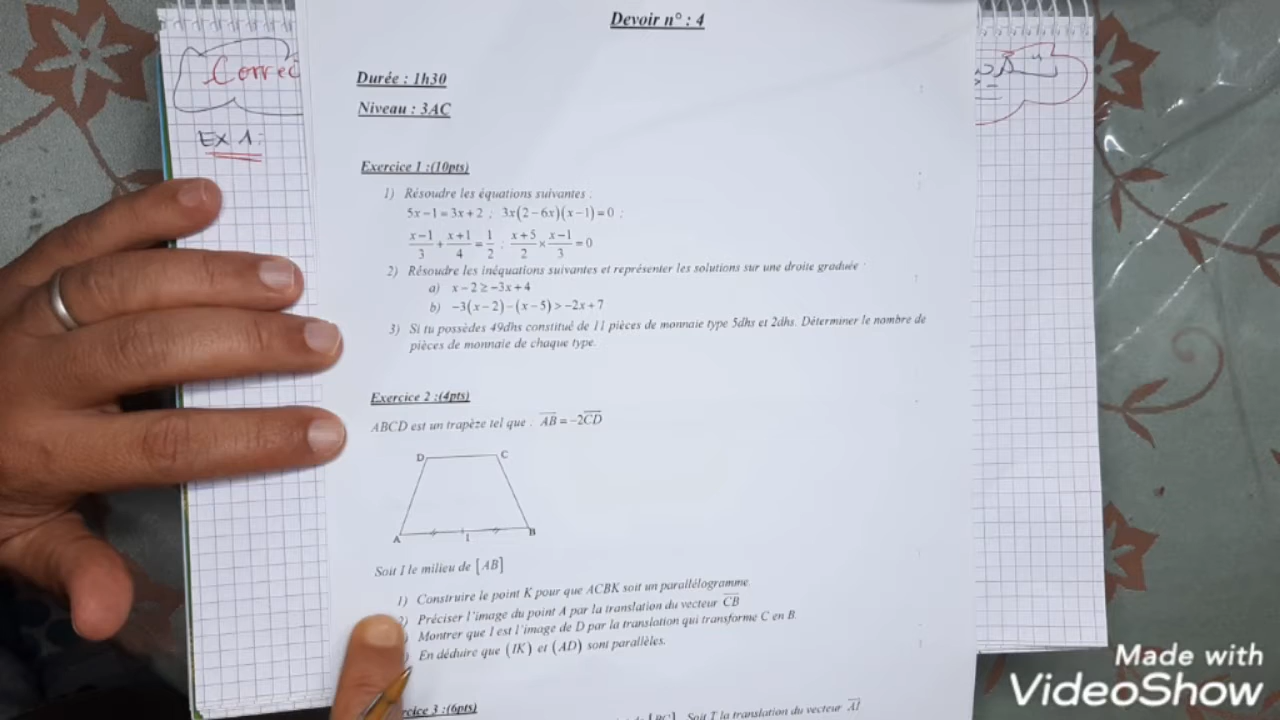 Devoir n° : 4
Correc
EX 1:
Durée : 1h30
Niveau : 3AC
Exercice 1 :(10pts)
1) Résoudre les équations suivantes :
5x-1=3x+2 ; 3x(2-6x)(x-1)=0 ;
(x-1)/3 + (x+1)/4 = 1/2 ; (x+5)/2 × (x-1)/3 = 0
2) Résoudre les inéquations suivantes et représenter les solutions sur une droite graduée :
a) x-2≥-3x+4
b) -3(x-2)-(x-5)>-2x+7
3) Si tu possèdes 49dhs constitué de 11 pièces de monnaie type 5dhs et 2dhs. Déterminer le nombre de
pièces de monnaie de chaque type.
Exercice 2 :(4pts)
ABCD est un trapèze tel que : AB = -2CD
D C
A I B
Soit I le milieu de [AB]
1) Construire le point K pour que ACBK soit un parallélogramme.
2) Préciser l'image du point A par la translation du vecteur CB
) Montrer que I est l'image de D par la translation qui transforme C en B.
) En déduire que (IK) et (AD) sont parallèles.
rcice 3 :(6pts)
Soit T la translation du vecteur AI
Made with
VideoShow